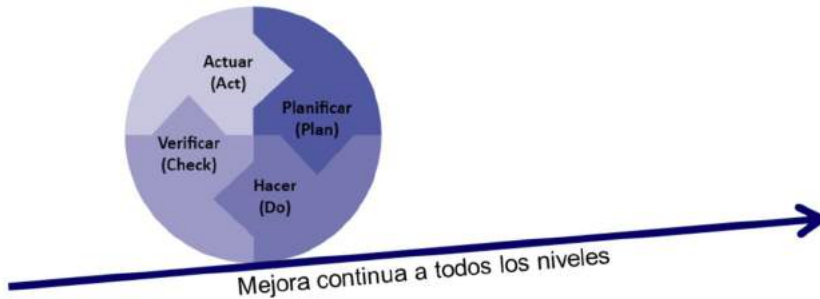 Actuar
(Act)
Planificar
(Plan)
Verificar
(Check)
Hacer
(Do)
Mejora continua a todos los niveles